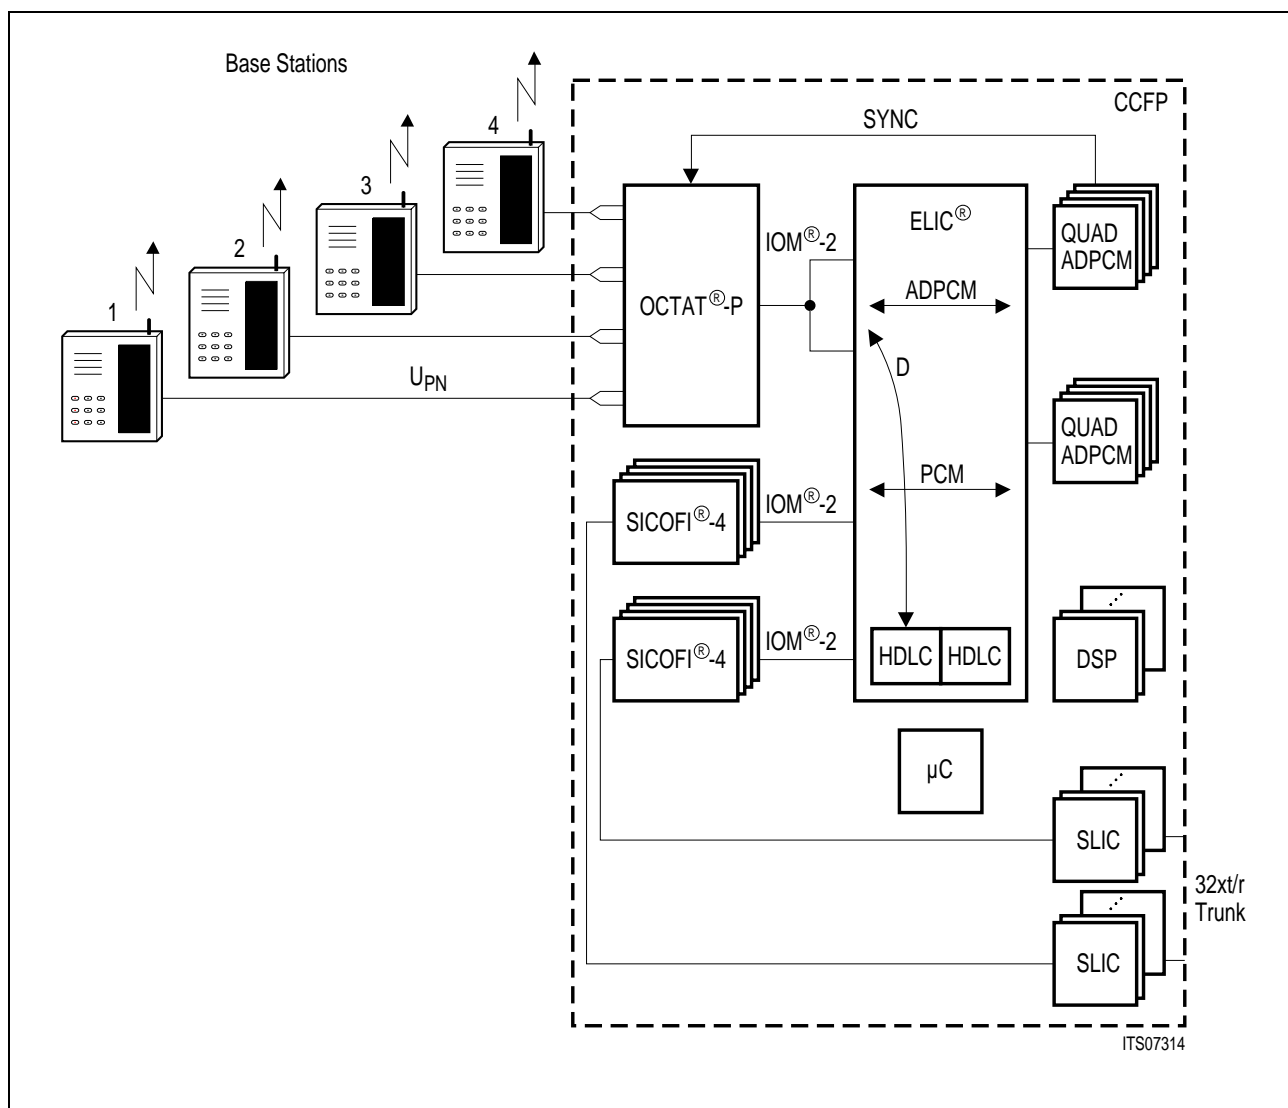 Base Stations
CCFP
SYNC
4
3
2
1
U_PN
OCTAT®-P
IOM®-2
ELIC®
ADPCM
D
PCM
QUAD
ADPCM
QUAD
ADPCM
SICOFI®-4
IOM®-2
SICOFI®-4
IOM®-2
HDLC HDLC
DSP
µC
SLIC
32xt/r
Trunk
SLIC
ITS07314